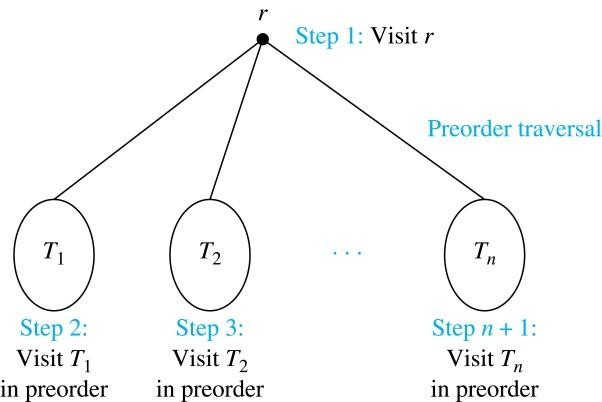 r
Step 1: Visit r
Preorder traversal
T1
T2
. . .
Tn
Step 2:
Visit T1
in preorder
Step 3:
Visit T2
in preorder
Step n + 1:
Visit Tn
in preorder